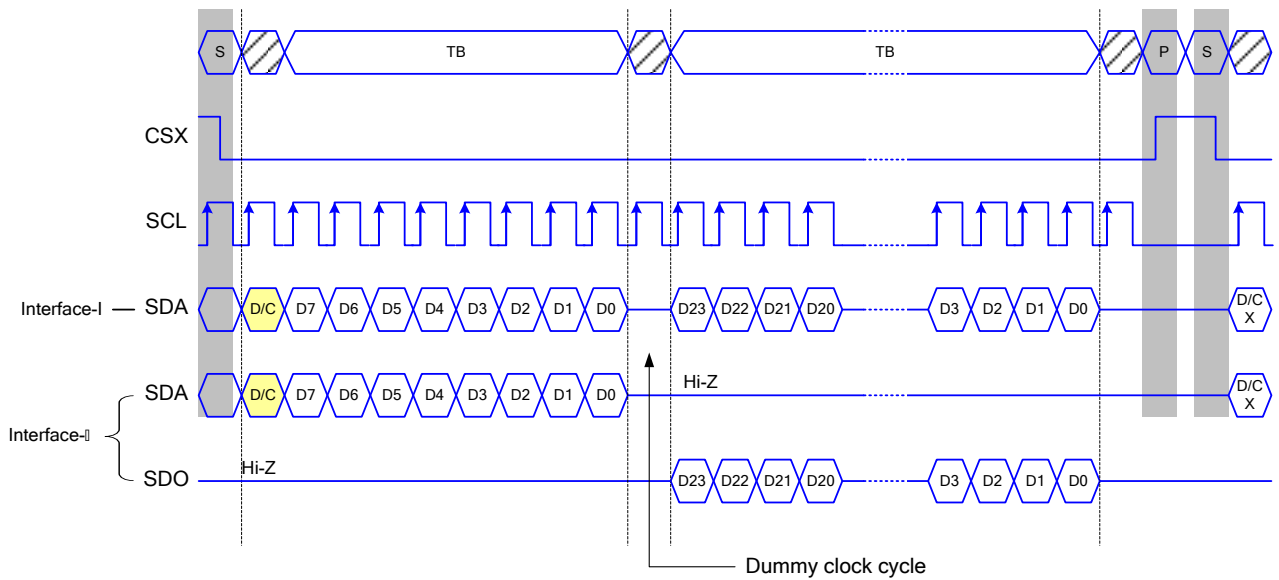 S TB TB P S
CSX
SCL
Interface-I SDA D/C D7 D6 D5 D4 D3 D2 D1 D0 D23 D22 D21 D20 D3 D2 D1 D0 D/C X
SDA D/C D7 D6 D5 D4 D3 D2 D1 D0 Hi-Z D/C X
Interface-▯
SDO Hi-Z D23 D22 D21 D20 D3 D2 D1 D0
Dummy clock cycle